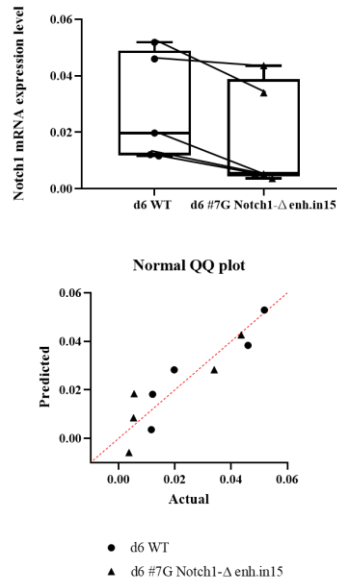 Notch1 mRNA expression level
0.06
0.04
0.02
0.00
d6 WT
d6 #7G Notch1-Δ enh.in15
Normal QQ plot
Predicted
0.06
0.04
0.02
0.00
0.00
0.02
0.04
0.06
Actual
d6 WT
d6 #7G Notch1-Δ enh.in15